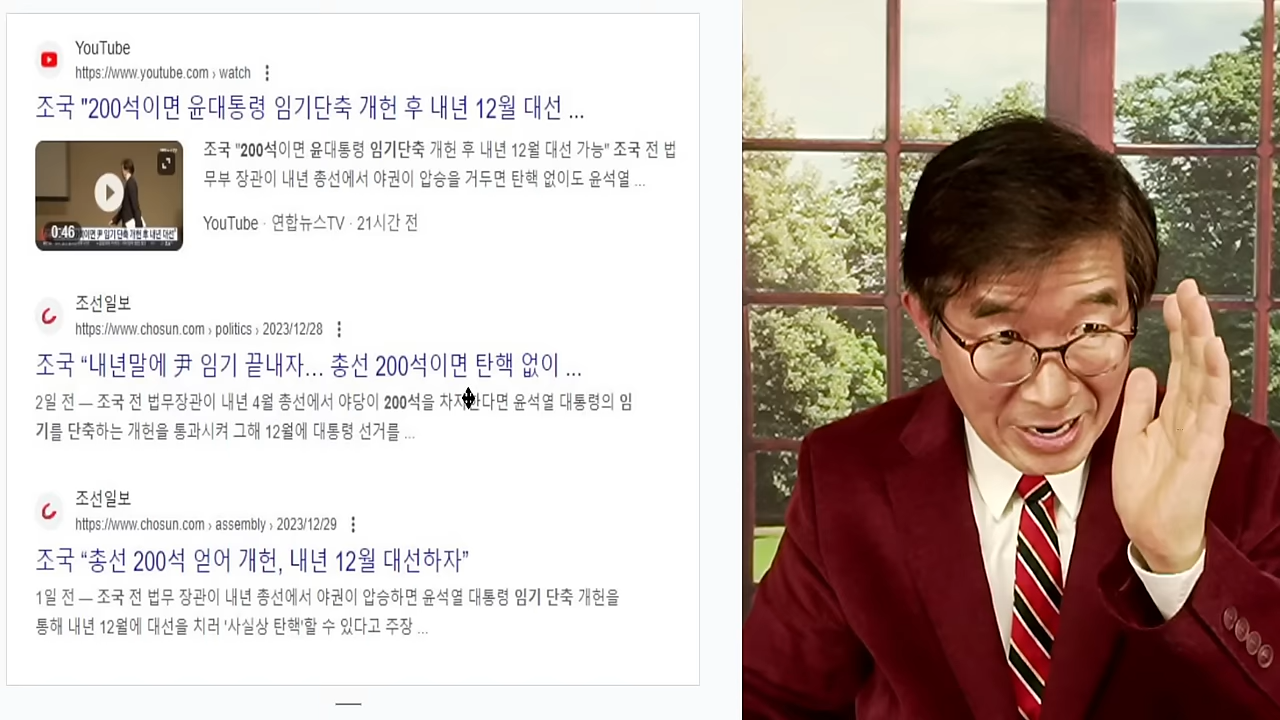 YouTube
https://www.youtube.com › watch
조국 "200석이면 윤대통령 임기단축 개헌 후 내년 12월 대선 ...
0:46
조국 "200석이면 윤대통령 임기단축 개헌 후 내년 12월 대선 가능" 조국 전 법
무부 장관이 내년 총선에서 야권이 압승을 거두면 탄핵 없이도 윤석열 ...
YouTube · 연합뉴스TV · 21시간 전
조선일보
https://www.chosun.com › politics › 2023/12/28
조국 “내년말에 尹 임기 끝내자... 총선 200석이면 탄핵 없이 ...
2일 전 — 조국 전 법무장관이 내년 4월 총선에서 야당이 200석을 차지한다면 윤석열 대통령의 임
기를 단축하는 개헌을 통과시켜 그해 12월에 대통령 선거를 ...
조선일보
https://www.chosun.com › assembly › 2023/12/29
조국 “총선 200석 얻어 개헌, 내년 12월 대선하자”
1일 전 — 조국 전 법무 장관이 내년 총선에서 야권이 압승하면 윤석열 대통령 임기 단축 개헌을
통해 내년 12월에 대선을 치러 '사실상 탄핵'할 수 있다고 주장 ...